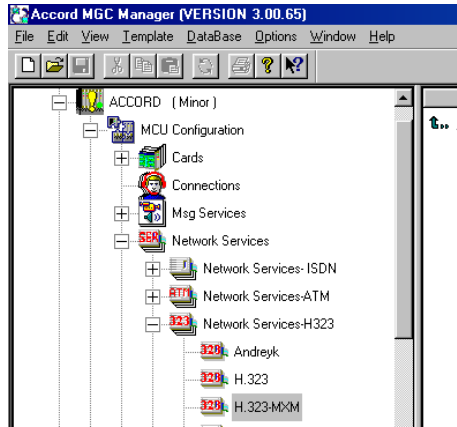 Accord MGC Manager (VERSION 3.00.65)
File Edit View Template DataBase Options Window Help
ACCORD (Minor)
MCU Configuration
Cards
Connections
Msg Services
Network Services
Network Services- ISDN
Network Services-ATM
Network Services-H323
Andreyk
H.323
H.323-MXM